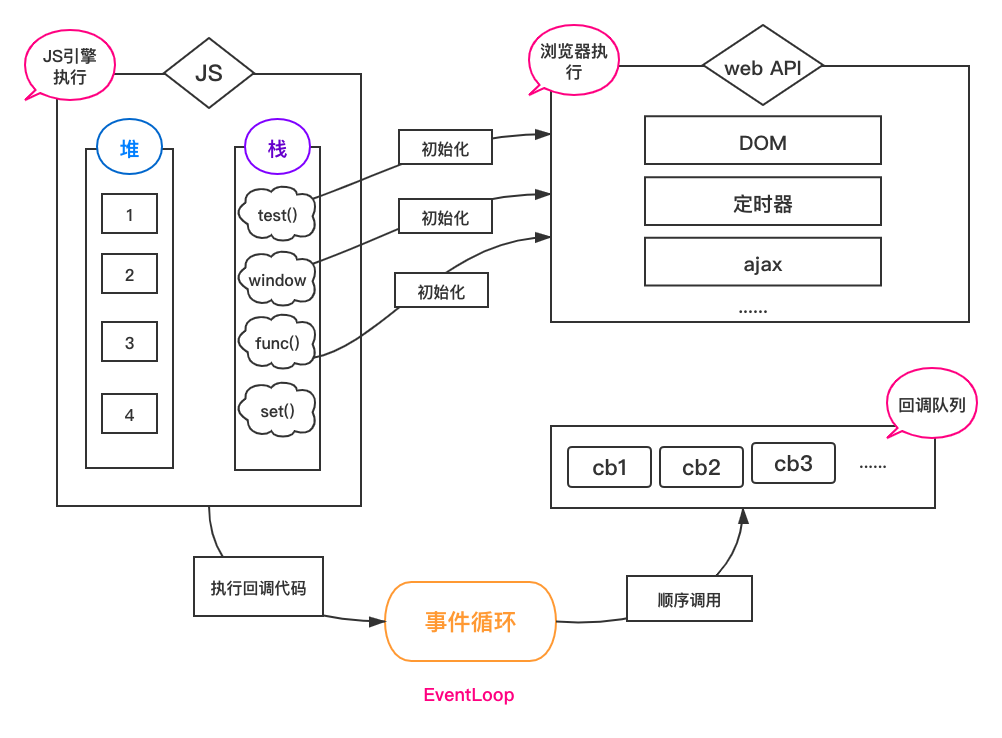 JS引擎
执行
JS
堆
1
2
3
4
栈
test()
window
func()
set()
初始化
初始化
初始化
浏览器执
行
web API
DOM
定时器
ajax
......
回调队列
cb1
cb2
cb3
......
执行回调代码
事件循环
顺序调用
EventLoop